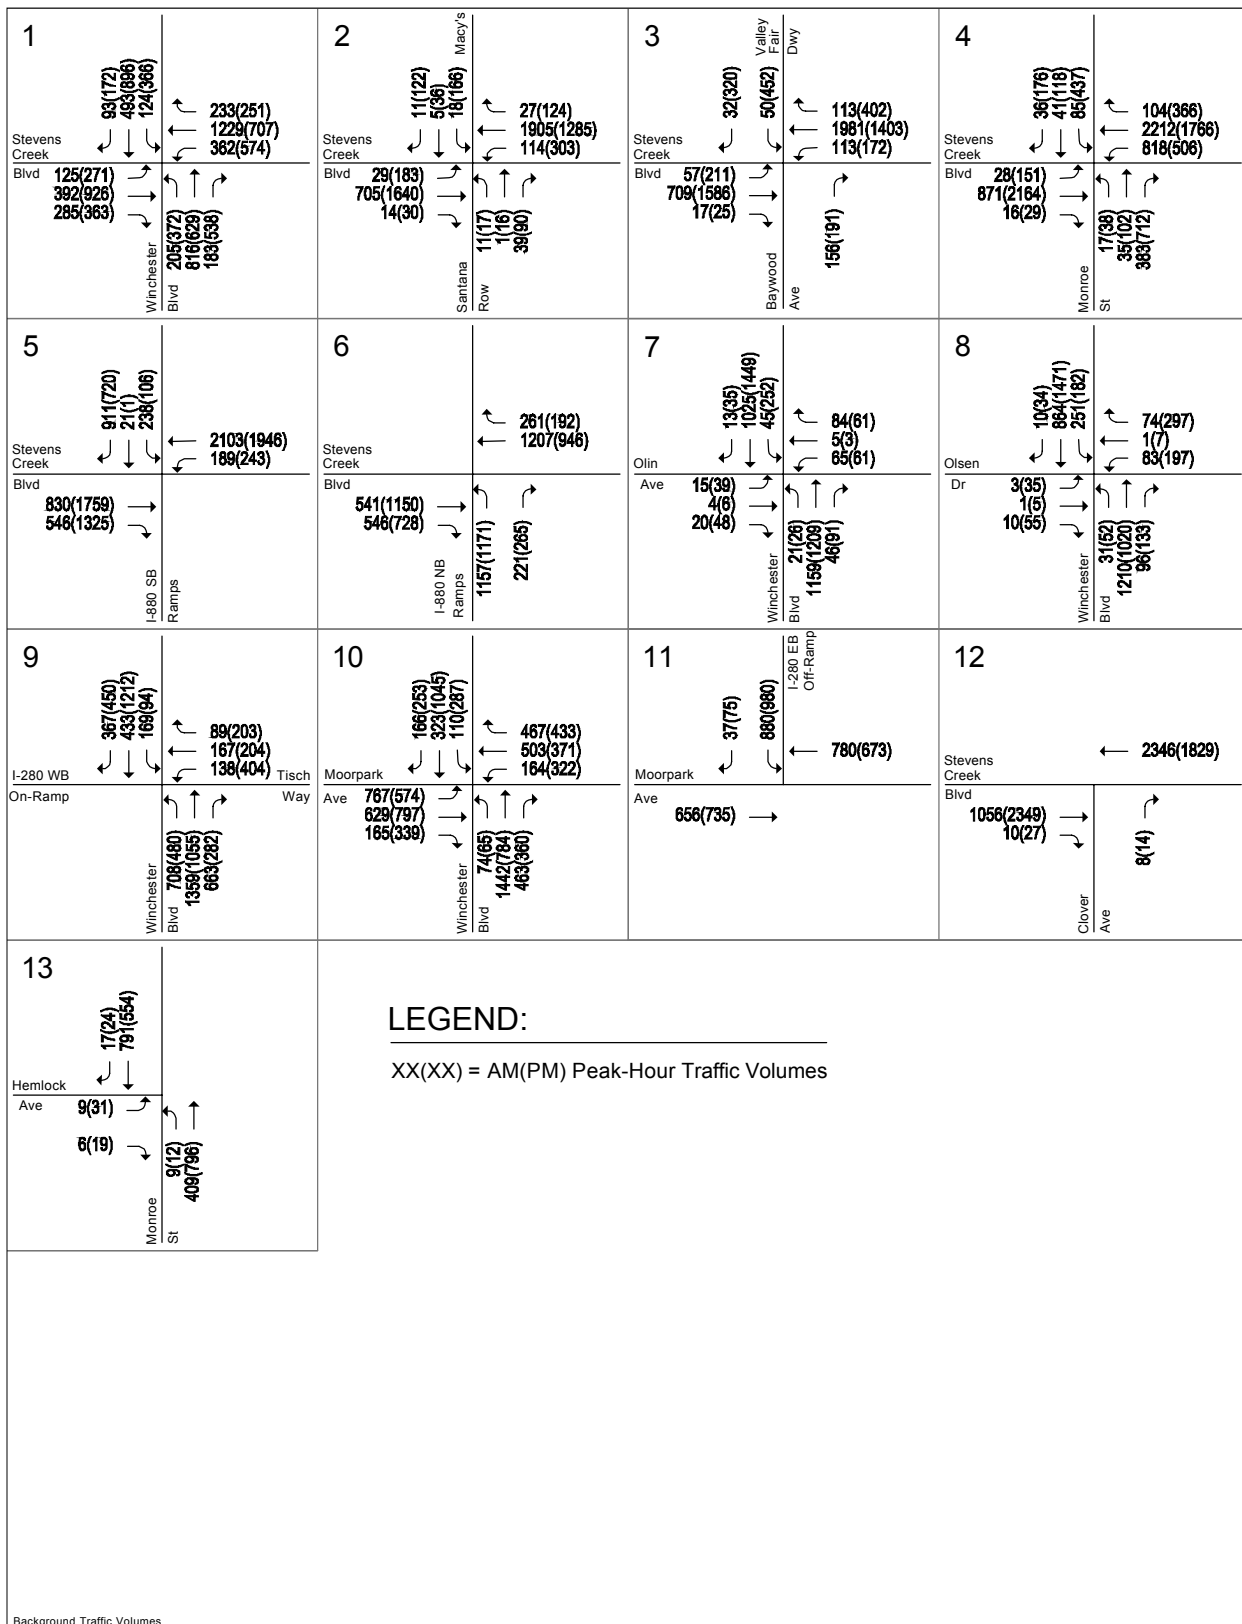 1
93(172)
493(896)
124(366)
233(251)
1229(707)
362(574)
Stevens
Creek
Blvd
125(271)
392(926)
285(363)
205(372)
816(629)
183(538)
Winchester
Blvd
2
Macy's
11(122)
5(36)
18(166)
27(124)
1905(1285)
114(303)
Stevens
Creek
Blvd
29(183)
705(1640)
14(30)
11(17)
1(16)
39(90)
Santana
Row
3
Valley
Fair
Dwy
32(320)
50(452)
113(402)
1981(1403)
113(172)
Stevens
Creek
Blvd
57(211)
709(1586)
17(25)
156(191)
Baywood
Ave
4
36(176)
41(118)
85(437)
104(366)
2212(1766)
818(506)
Stevens
Creek
Blvd
28(151)
871(2164)
16(29)
17(38)
35(102)
383(712)
Monroe
St
5
911(720)
21(1)
238(106)
2103(1946)
189(243)
Stevens
Creek
Blvd
830(1759)
546(1325)
I-880 SB
Ramps
6
261(192)
1207(946)
Stevens
Creek
Blvd
541(1150)
546(728)
1157(1171)
221(265)
I-880 NB
Ramps
7
13(35)
1025(1449)
45(252)
84(61)
5(3)
65(61)
Olin
Ave
15(39)
4(6)
20(48)
21(26)
1159(1209)
46(91)
Winchester
Blvd
8
10(34)
864(1471)
251(182)
74(297)
1(7)
83(197)
Olsen
Dr
3(35)
1(5)
10(55)
31(52)
1210(1020)
96(133)
Winchester
Blvd
9
367(450)
433(1212)
169(94)
89(203)
167(204)
138(404)
I-280 WB
On-Ramp
Tisch
Way
708(480)
1359(1055)
663(282)
Winchester
Blvd
10
166(253)
323(1045)
110(287)
467(433)
503(371)
164(322)
Moorpark
Ave
767(574)
629(797)
165(339)
74(65)
1442(784)
463(360)
Winchester
Blvd
11
I-280 EB
Off-Ramp
37(75)
880(980)
780(673)
Moorpark
Ave
656(735)
12
2346(1829)
Stevens
Creek
Blvd
1056(2349)
10(27)
8(14)
Clover
Ave
13
17(24)
791(554)
Hemlock
Ave
9(31)
6(19)
9(12)
409(796)
Monroe
St
LEGEND:
XX(XX) = AM(PM) Peak-Hour Traffic Volumes
Background Traffic Volumes